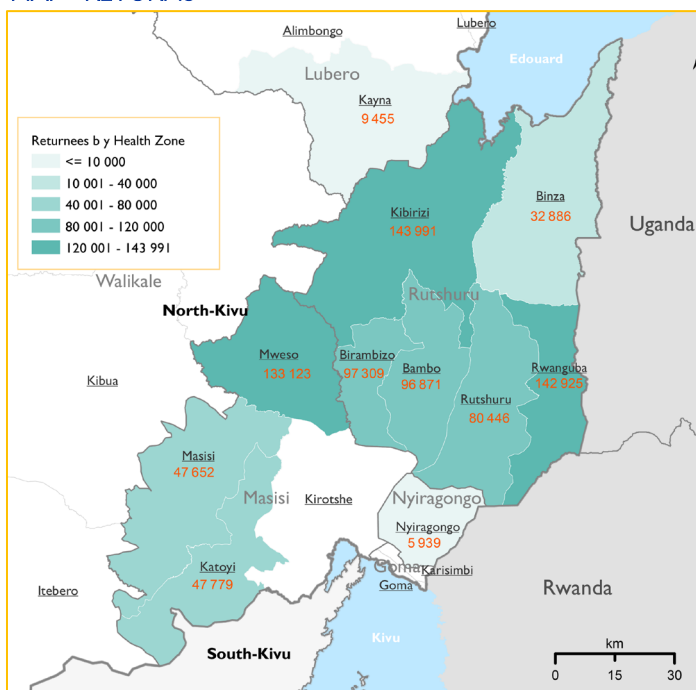 Alimbongo
Lubero
Edouard
Lubero
Kayna
9 455
Returnees b y Health Zone
<= 10 000
10 001 - 40 000
40 001 - 80 000
80 001 - 120 000
120 001 - 143 991
Kibirizi
143 991
Binza
32 886
Uganda
Walikale
Rutshuru
North-Kivu
Mweso
133 123
Birambizo
97 309
Bambo
96 871
Rwanguba
142 925
Kibua
Rutshuru
80 446
Masisi
47 652
Masisi
Kirotshe
Nyiragongo
Nyiragongo
5 939
Katoyi
47 779
Goma
Karisimbi
Goma
Itebero
Rwanda
Kivu
South-Kivu
km
0 15 30